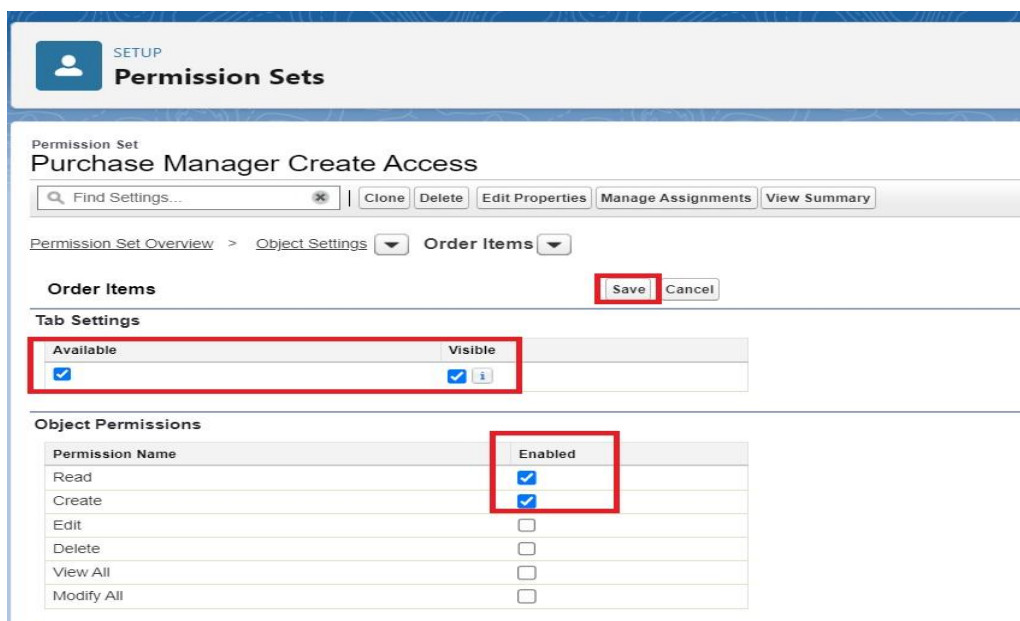 SETUP
Permission Sets
Permission Set
Purchase Manager Create Access
Find Settings... Clone Delete Edit Properties Manage Assignments View Summary
Permission Set Overview > Object Settings Order Items
Order Items Save Cancel
Tab Settings
Available Visible
i
Object Permissions
Permission Name Enabled
Read
Create
Edit
Delete
View All
Modify All